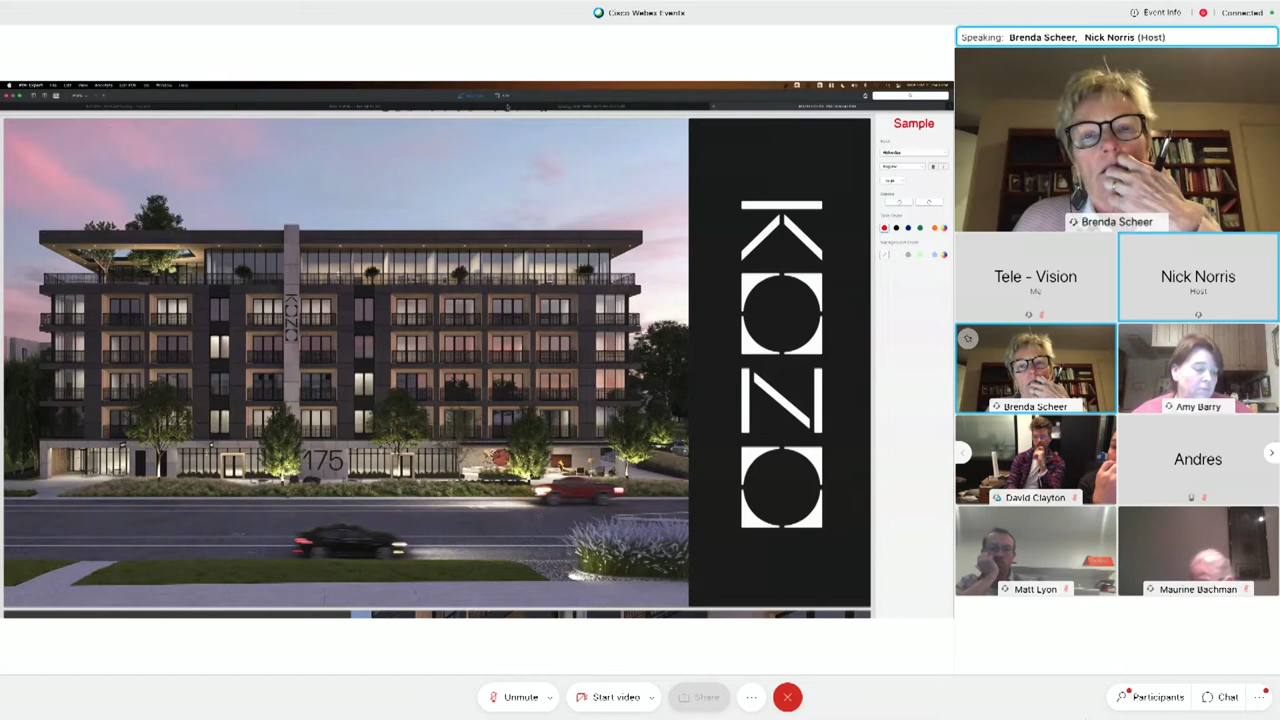 Cisco Webex Events
Event Info
Connected
Speaking: Brenda Scheer, Nick Norris (Host)
Sample
KOZO
KOZO
175
Brenda Scheer
Tele - Vision
Me
Nick Norris
Host
Brenda Scheer
Amy Barry
David Clayton
Andres
Matt Lyon
Maurine Bachman
Unmute
Start video
Share
Participants
Chat